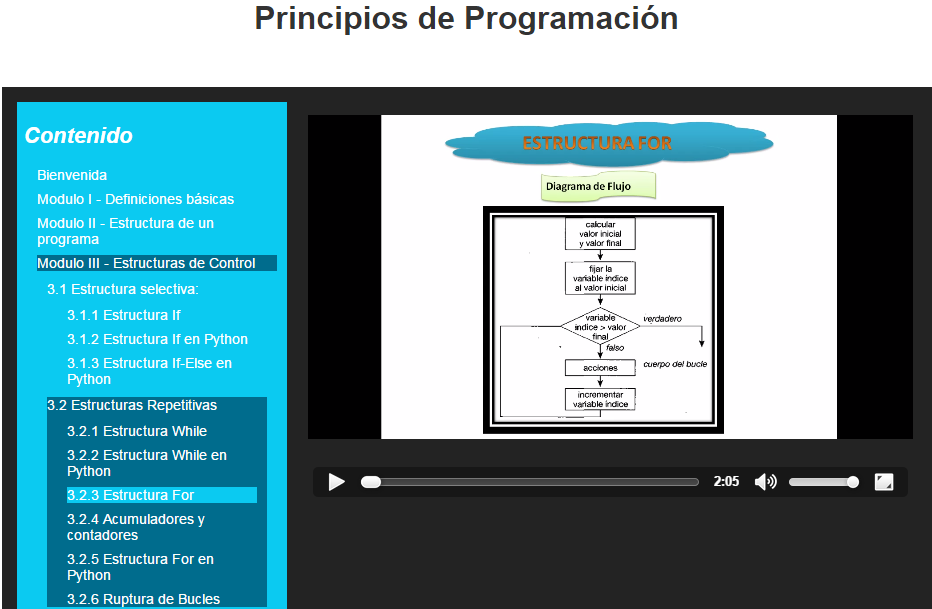 Principios de Programación
Contenido
Bienvenida
Modulo I - Definiciones básicas
Modulo II - Estructura de un
programa
Modulo III - Estructuras de Control
3.1 Estructura selectiva:
3.1.1 Estructura If
3.1.2 Estructura If en Python
3.1.3 Estructura If-Else en
Python
3.2 Estructuras Repetitivas
3.2.1 Estructura While
3.2.2 Estructura While en
Python
3.2.3 Estructura For
3.2.4 Acumuladores y
contadores
3.2.5 Estructura For en
Python
3.2.6 Ruptura de Bucles
ESTRUCTURA FOR
Diagrama de Flujo
calcular
valor inicial
y valor final
fijar la
variable índice
al valor inicial
variable
índice > valor
final
verdadero
falso
cuerpo del bucle
acciones
incrementar
variable índice
2:05